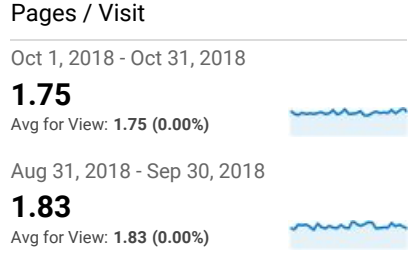 Pages / Visit
Oct 1, 2018 - Oct 31, 2018
1.75
Avg for View: 1.75 (0.00%)
Aug 31, 2018 - Sep 30, 2018
1.83
Avg for View: 1.83 (0.00%)